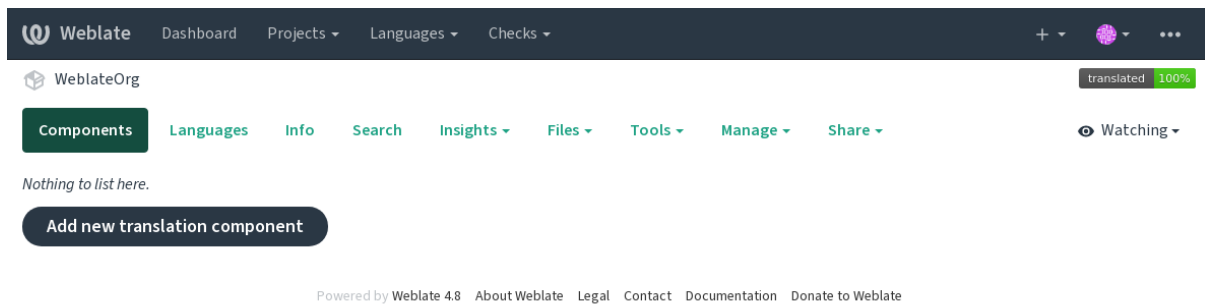 Weblate Dashboard Projects Languages Checks
WeblateOrg translated 100%
Components Languages Info Search Insights Files Tools Manage Share Watching
Nothing to list here.
Add new translation component
Powered by Weblate 4.8 About Weblate Legal Contact Documentation Donate to Weblate